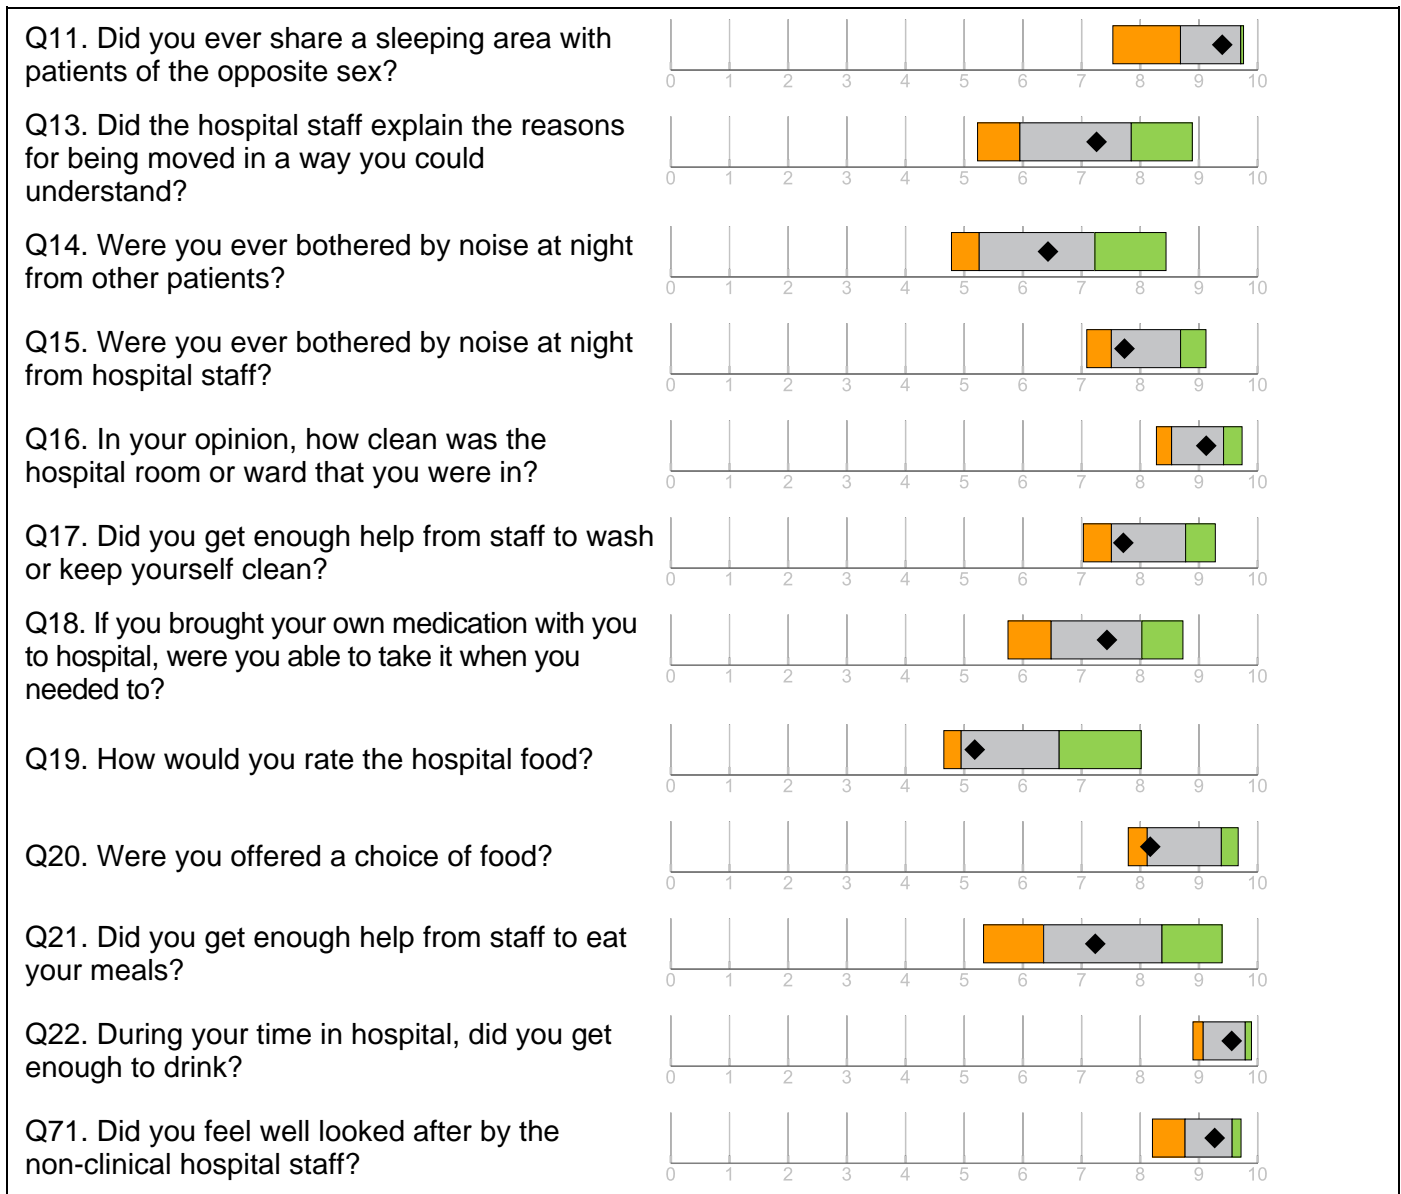 Q11. Did you ever share a sleeping area with
patients of the opposite sex?
0 1 2 3 4 5 6 7 8 9 10
Q13. Did the hospital staff explain the reasons
for being moved in a way you could
understand?
0 1 2 3 4 5 6 7 8 9 10
Q14. Were you ever bothered by noise at night
from other patients?
0 1 2 3 4 5 6 7 8 9 10
Q15. Were you ever bothered by noise at night
from hospital staff?
0 1 2 3 4 5 6 7 8 9 10
Q16. In your opinion, how clean was the
hospital room or ward that you were in?
0 1 2 3 4 5 6 7 8 9 10
Q17. Did you get enough help from staff to wash
or keep yourself clean?
0 1 2 3 4 5 6 7 8 9 10
Q18. If you brought your own medication with you
to hospital, were you able to take it when you
needed to?
0 1 2 3 4 5 6 7 8 9 10
Q19. How would you rate the hospital food?
0 1 2 3 4 5 6 7 8 9 10
Q20. Were you offered a choice of food?
0 1 2 3 4 5 6 7 8 9 10
Q21. Did you get enough help from staff to eat
your meals?
0 1 2 3 4 5 6 7 8 9 10
Q22. During your time in hospital, did you get
enough to drink?
0 1 2 3 4 5 6 7 8 9 10
Q71. Did you feel well looked after by the
non-clinical hospital staff?
0 1 2 3 4 5 6 7 8 9 10